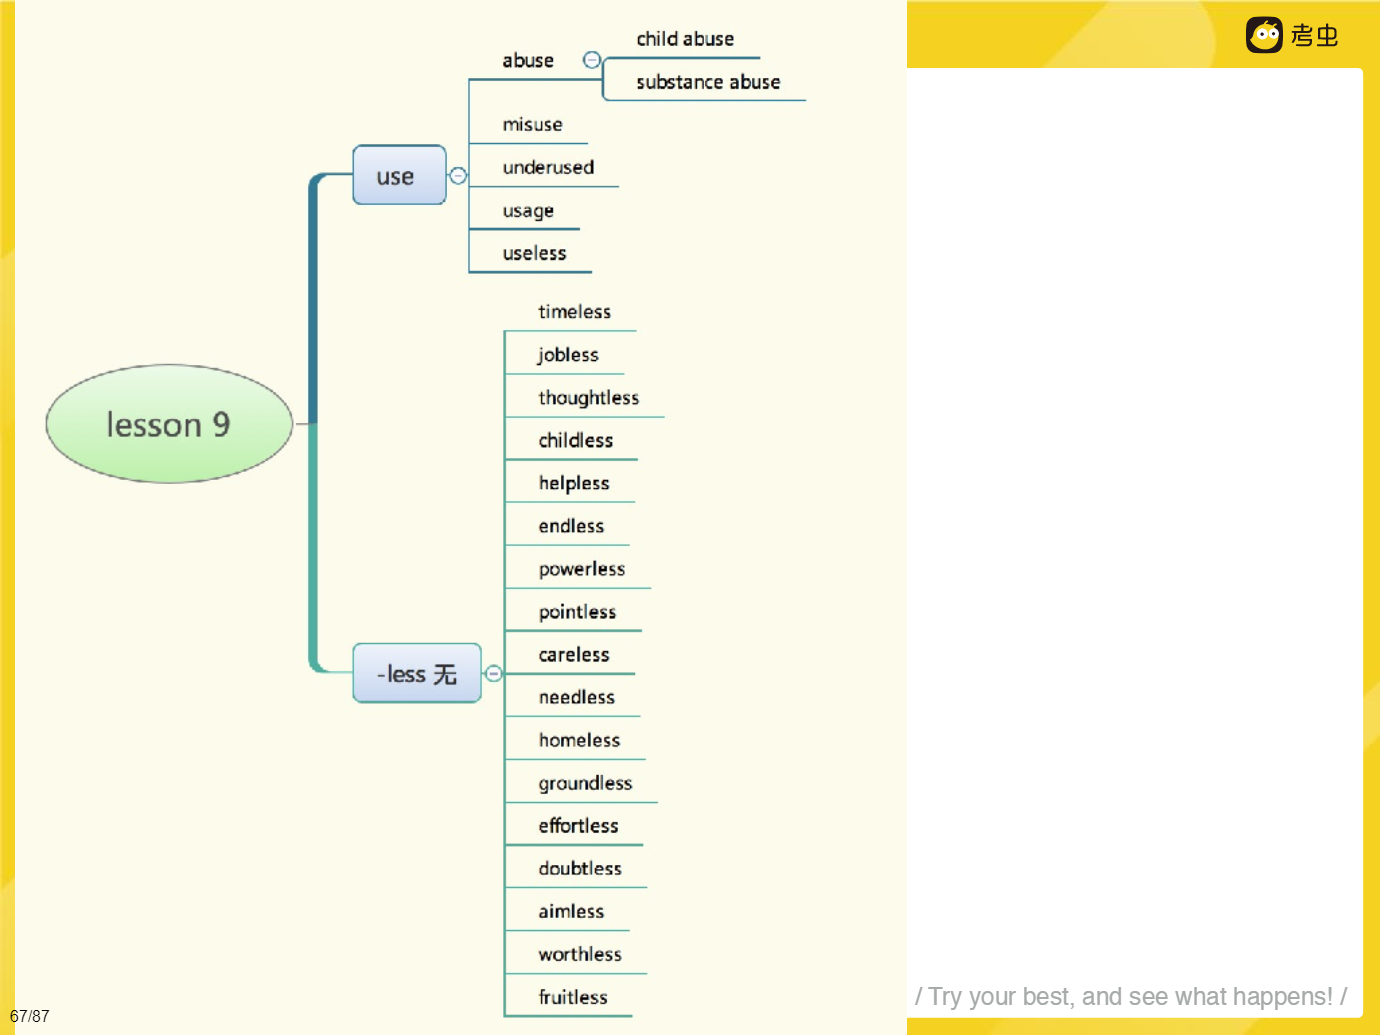 考虫
child abuse
abuse
substance abuse
misuse
underused
use
usage
useless
timeless
jobless
thoughtless
childless
lesson 9
helpless
endless
powerless
pointless
careless
-less 无
needless
homeless
groundless
effortless
doubtless
aimless
worthless
fruitless
/ Try your best, and see what happens! /
67/87